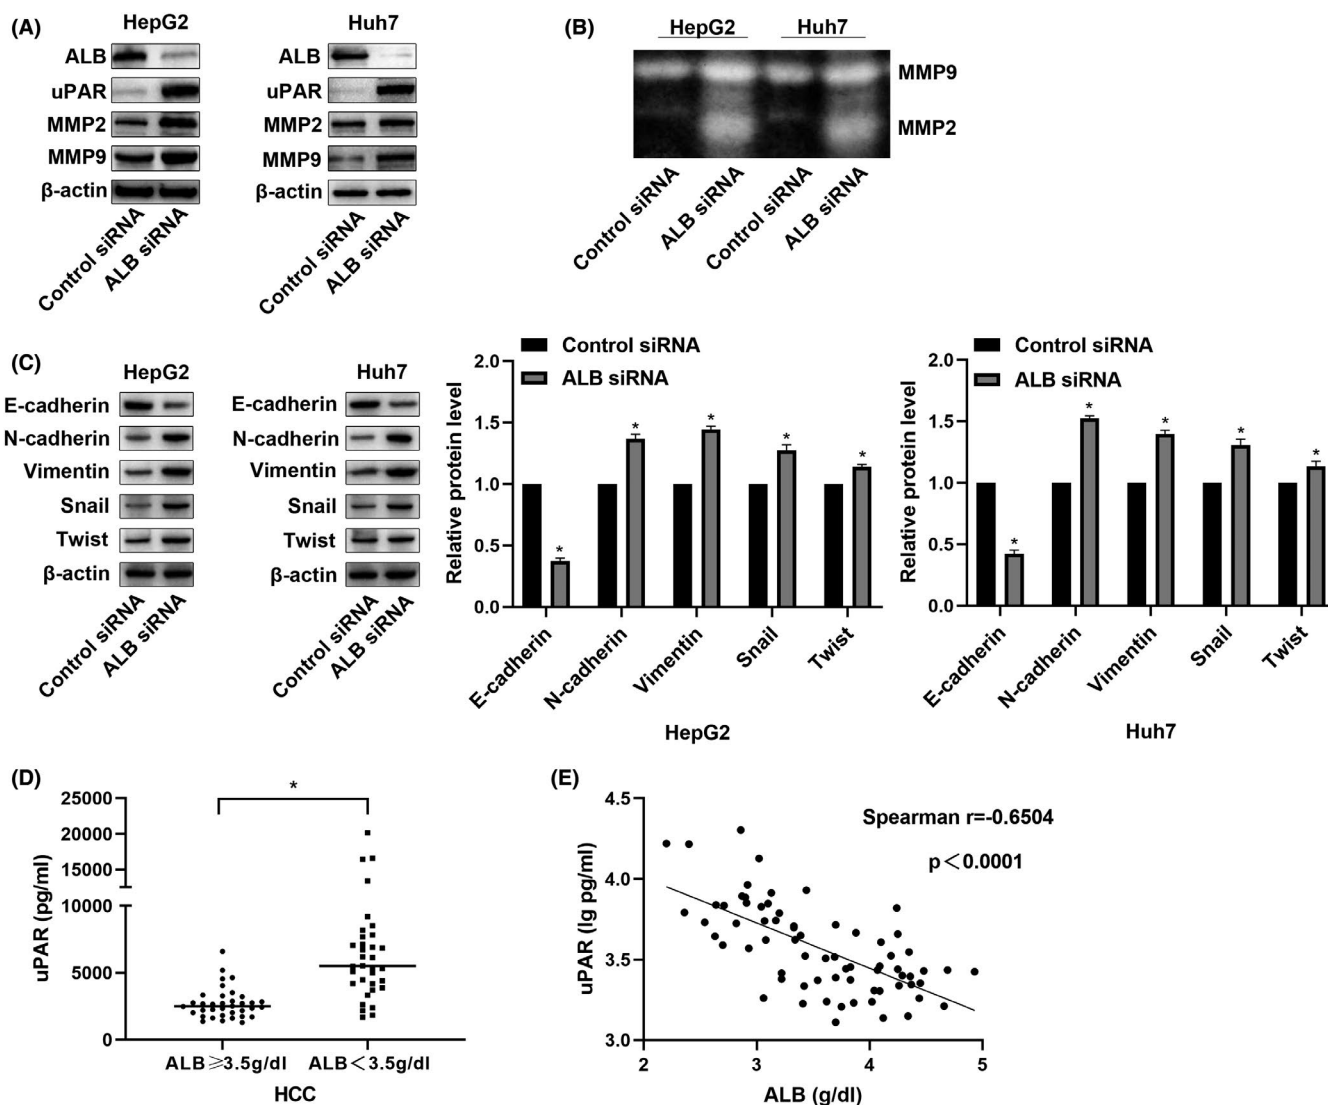 (A)
HepG2
Huh7
ALB
uPAR
MMP2
MMP9
β-actin
Control siRNA
ALB siRNA
ALB
uPAR
MMP2
MMP9
β-actin
Control siRNA
ALB siRNA
(B)
HepG2
Huh7
MMP9
MMP2
Control siRNA
ALB siRNA
Control siRNA
ALB siRNA
(C)
HepG2
E-cadherin
N-cadherin
Vimentin
Snail
Twist
β-actin
Control siRNA
ALB siRNA
Huh7
E-cadherin
N-cadherin
Vimentin
Snail
Twist
β-actin
Control siRNA
ALB siRNA
Control siRNA
ALB siRNA
Relative protein level
2.0
1.5
1.0
0.5
0.0
* * * * *
E-cadherin
N-cadherin
Vimentin
Snail
Twist
HepG2
Control siRNA
ALB siRNA
Relative protein level
2.0
1.5
1.0
0.5
0.0
* * * * *
E-cadherin
N-cadherin
Vimentin
Snail
Twist
Huh7
(D)
*
uPAR (pg/ml)
25000
20000
15000
10000
5000
0
ALB⩾3.5g/dl
ALB<3.5g/dl
HCC
(E)
Spearman r=-0.6504
p<0.0001
uPAR (lg pg/ml)
4.5
4.0
3.5
3.0
2 3 4 5
ALB (g/dl)